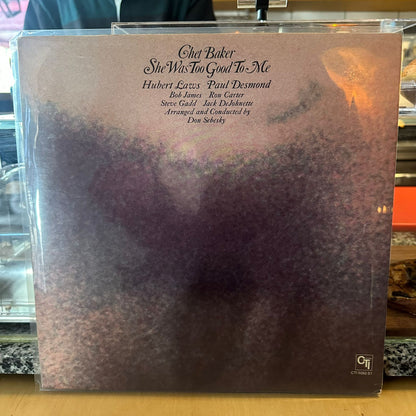 Chet Baker
She Was Too Good To Me
Hubert Laws Paul Desmond
Bob James Ron Carter
Steve Gadd Jack DeJohnette
Arranged and Conducted by
Don Sebesky
CTI